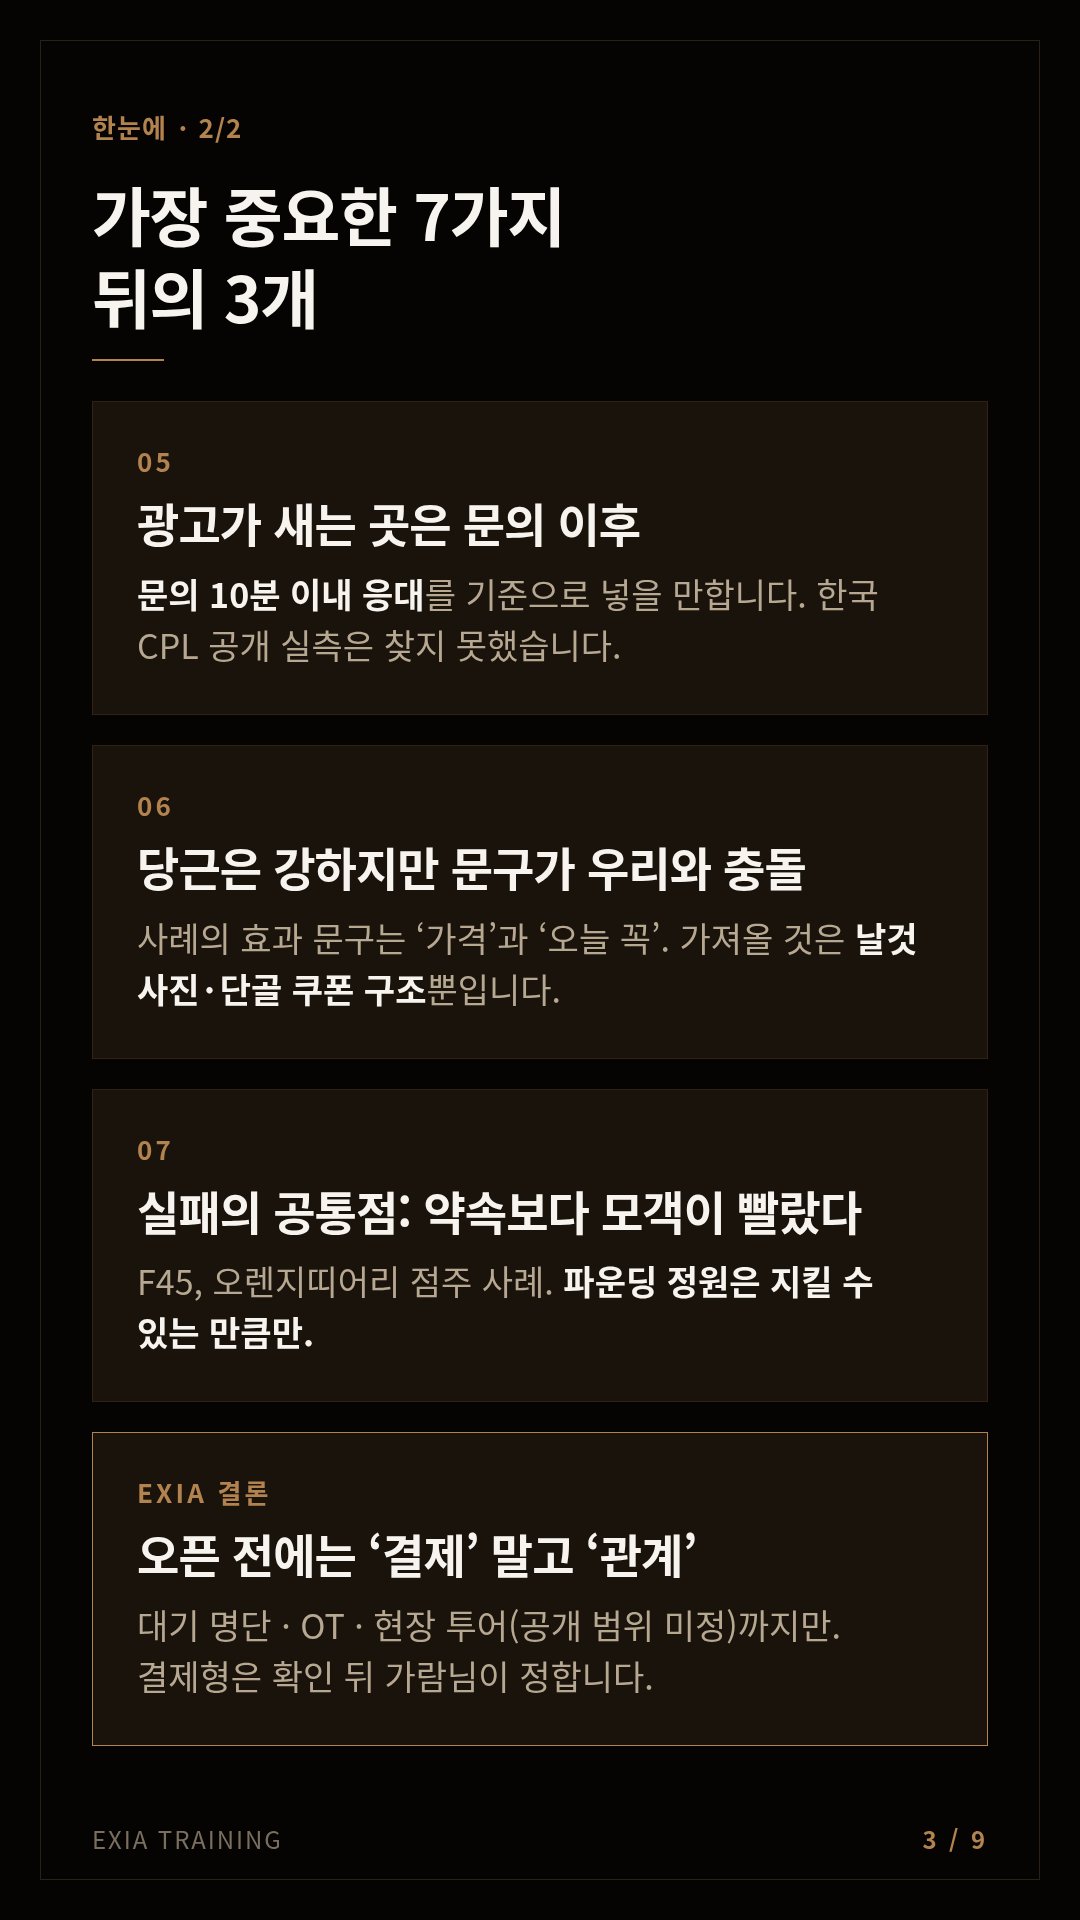 한눈에 · 2/2
가장 중요한 7가지
뒤의 3개
05
광고가 새는 곳은 문의 이후
문의 10분 이내 응대를 기준으로 넣을 만합니다. 한국
CPL 공개 실측은 찾지 못했습니다.
06
당근은 강하지만 문구가 우리와 충돌
사례의 효과 문구는 ‘가격’과 ‘오늘 꼭’. 가져올 것은 날것
사진·단골 쿠폰 구조뿐입니다.
07
실패의 공통점: 약속보다 모객이 빨랐다
F45, 오렌지띠어리 점주 사례. 파운딩 정원은 지킬 수
있는 만큼만.
EXIA 결론
오픈 전에는 ‘결제’ 말고 ‘관계’
대기 명단 · OT · 현장 투어(공개 범위 미정)까지만.
결제형은 확인 뒤 가람님이 정합니다.
EXIA TRAINING
3 / 9